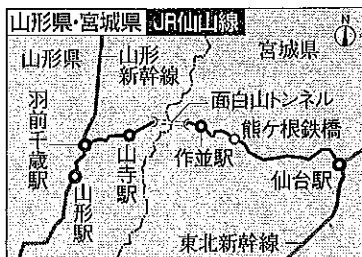 山形県・宮城県 JR仙山線
山形県
山形
新幹線
宮城県
羽前
千歳
駅
面白山トンネル
熊ケ根鉄橋
山寺駅
作並駅
山形駅
仙台駅
東北新幹線